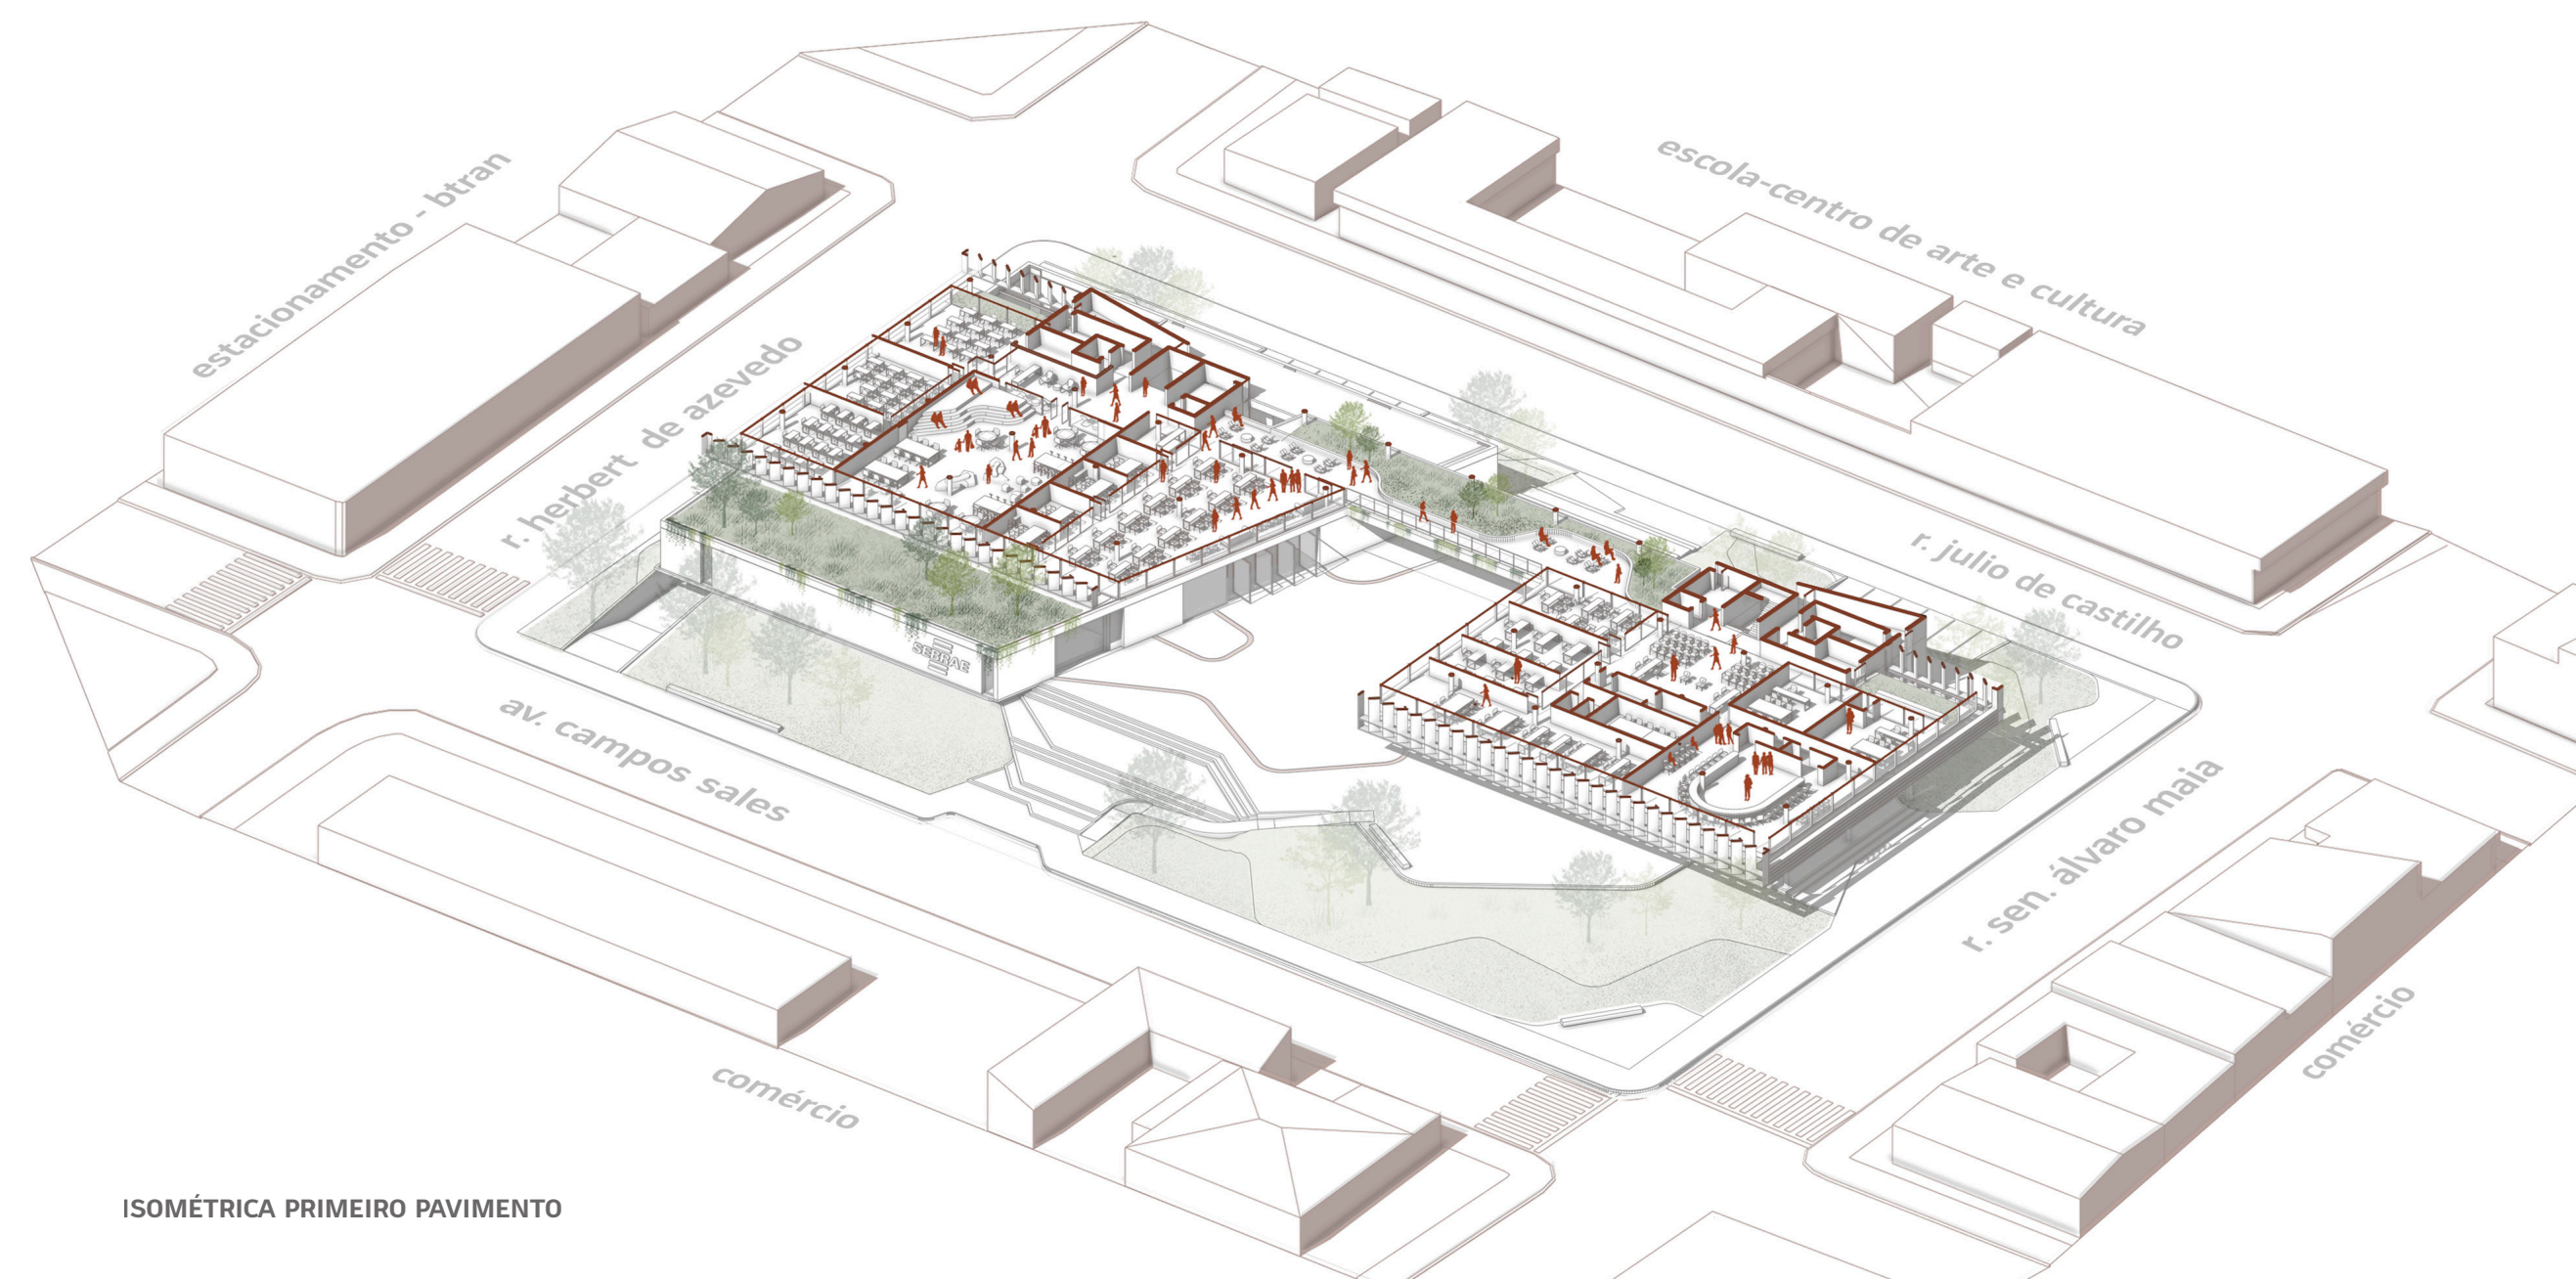 estacionamento - btran
escola-centro de arte e cultura
r. herbert de azevedo
r. julio de castilho
SEBRAE
av. campos sales
r. sen. álvaro maia
comércio
comércio
ISOMÉTRICA PRIMEIRO PAVIMENTO